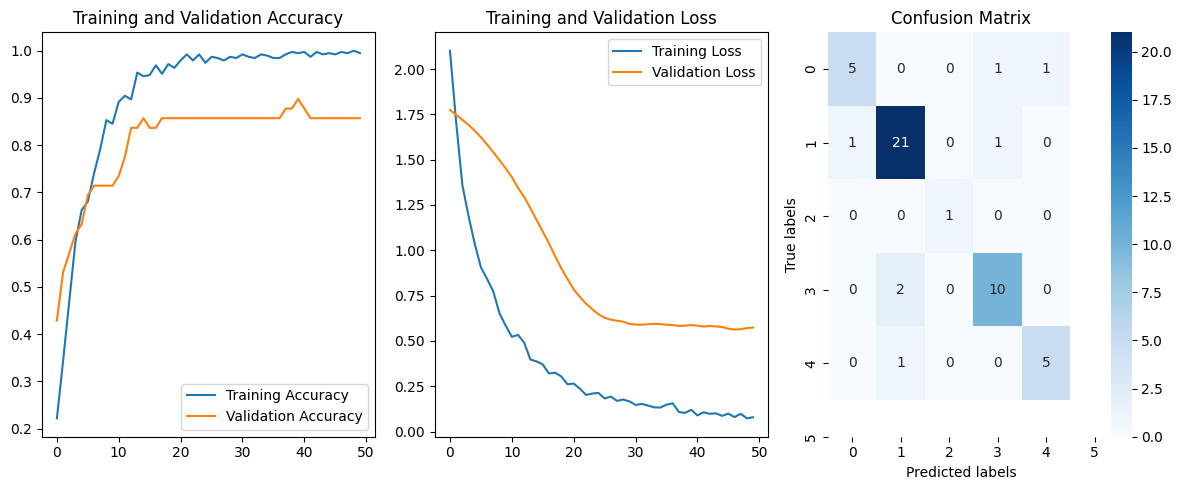 Training and Validation Accuracy
1.0
0.9
0.8
0.7
0.6
0.5
0.4
0.3
0.2
0 10 20 30 40 50
Training Accuracy
Validation Accuracy
Training and Validation Loss
2.00
1.75
1.50
1.25
1.00
0.75
0.50
0.25
0.00
0 10 20 30 40 50
Training Loss
Validation Loss
Confusion Matrix
True labels
0 5 0 0 1 1
1 1 21 0 1 0
2 0 0 1 0 0
3 0 2 0 10 0
4 0 1 0 0 5
5
0 1 2 3 4 5
Predicted labels
20.0
17.5
15.0
12.5
10.0
7.5
5.0
2.5
0.0